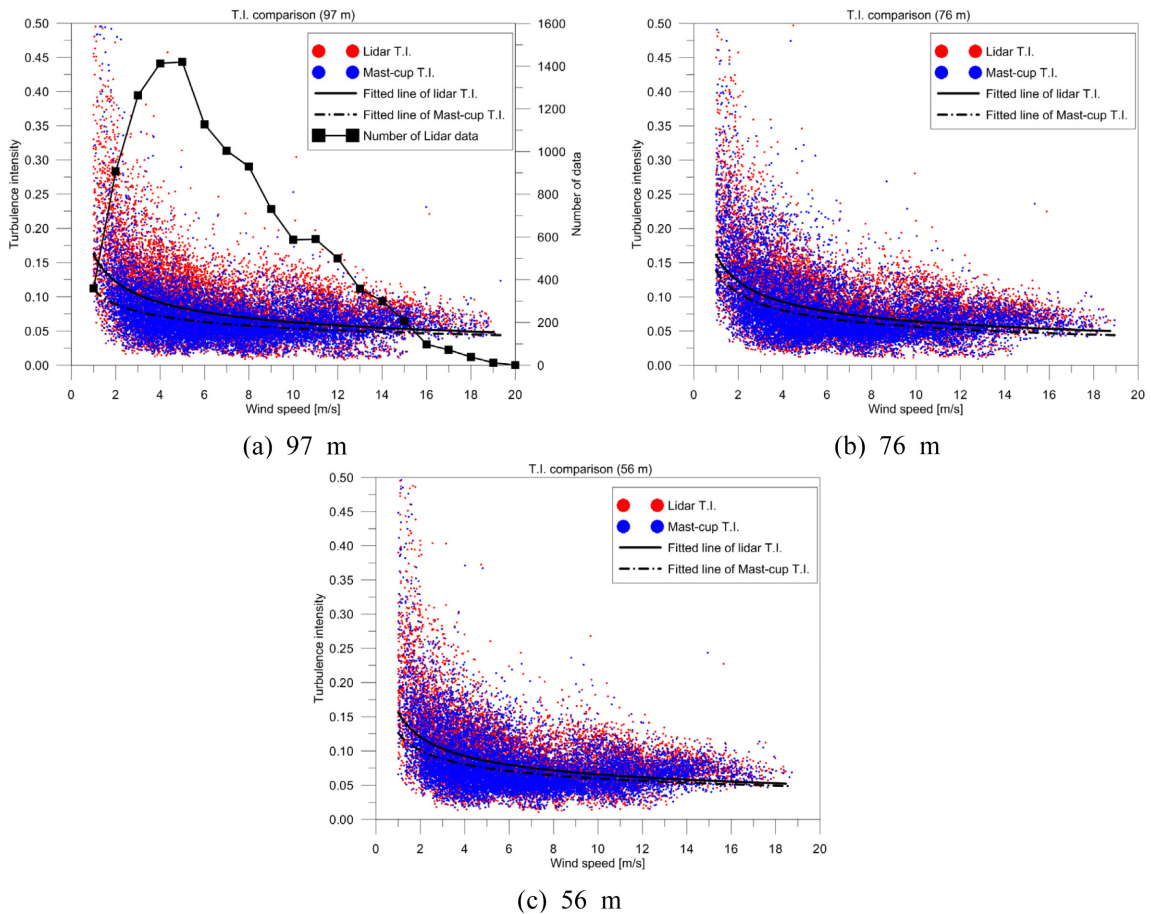 T.I. comparison (97 m)
0.50
0.45
0.40
0.35
0.30
0.25
0.20
0.15
0.10
0.05
0.00
Turbulence intensity
Lidar T.I.
Mast-cup T.I.
Fitted line of lidar T.I.
Fitted line of Mast-cup T.I.
Number of Lidar data
1600
1400
1200
1000
800
600
400
200
0
Number of data
0 2 4 6 8 10 12 14 16 18 20
Wind speed [m/s]
(a) 97 m
T.I. comparison (76 m)
0.50
0.45
0.40
0.35
0.30
0.25
0.20
0.15
0.10
0.05
0.00
Turbulence intensity
Lidar T.I.
Mast-cup T.I.
Fitted line of lidar T.I.
Fitted line of Mast-cup T.I.
0 2 4 6 8 10 12 14 16 18 20
Wind speed [m/s]
(b) 76 m
T.I. comparison (56 m)
0.50
0.45
0.40
0.35
0.30
0.25
0.20
0.15
0.10
0.05
0.00
Turbulence intensity
Lidar T.I.
Mast-cup T.I.
Fitted line of lidar T.I.
Fitted line of Mast-cup T.I.
0 2 4 6 8 10 12 14 16 18 20
Wind speed [m/s]
(c) 56 m